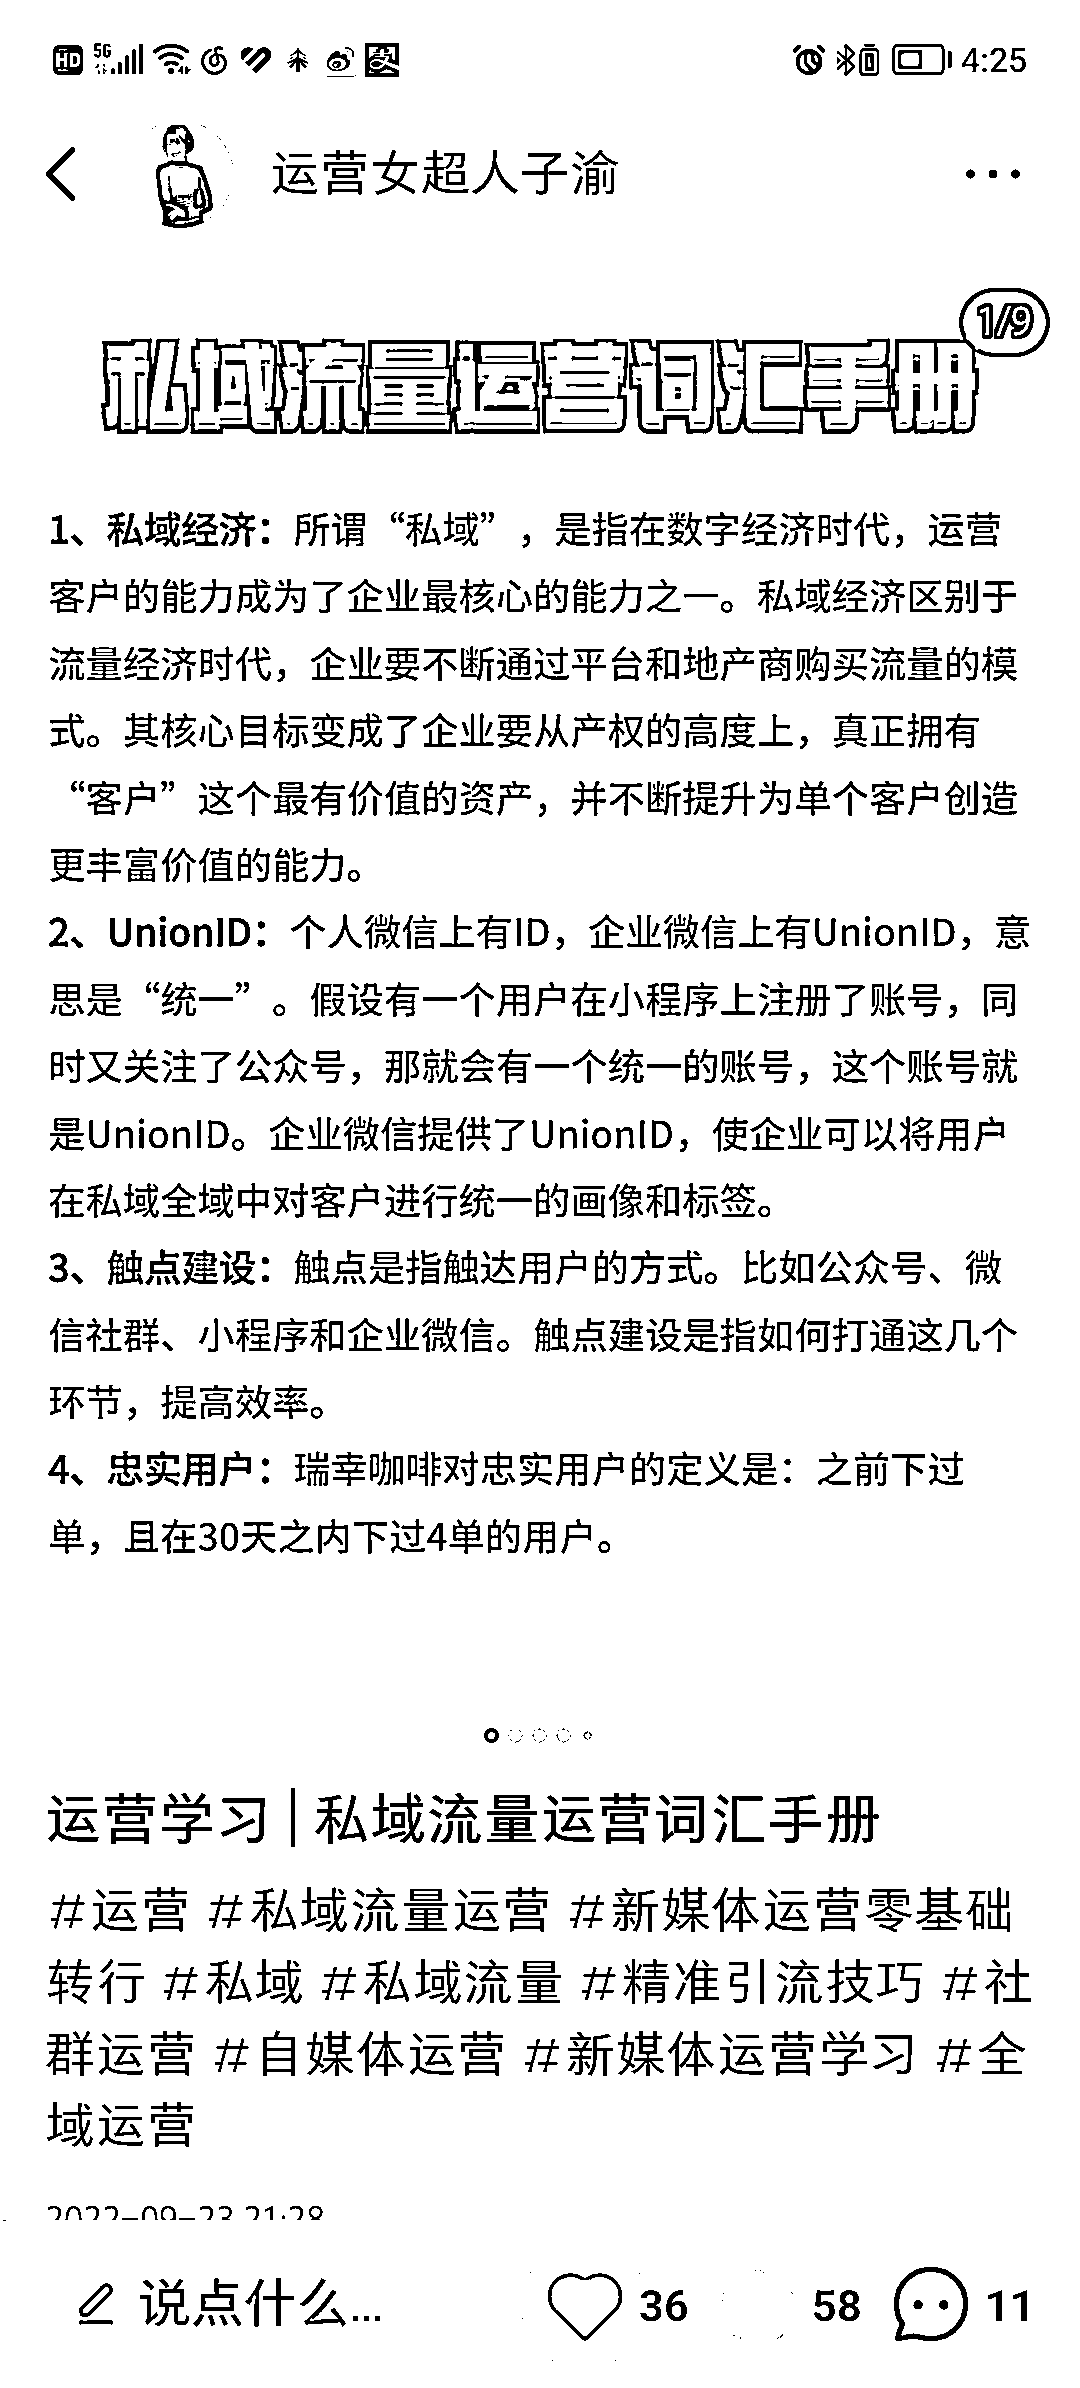 HD 5G 4:25
运营女超人子渝
1/9
私域流量运营词汇手册
1、私域经济：所谓“私域”，是指在数字经济时代，运营
客户的能力成为了企业最核心的能力之一。私域经济区别于
流量经济时代，企业要不断通过平台和地产商购买流量的模
式。其核心目标变成了企业要从产权的高度上，真正拥有
“客户”这个最有价值的资产，并不断提升为单个客户创造
更丰富价值的能力。
2、UnionID：个人微信上有ID，企业微信上有UnionID，意
思是“统一”。假设有一个用户在小程序上注册了账号，同
时又关注了公众号，那就会有一个统一的账号，这个账号就
是UnionID。企业微信提供了UnionID，使企业可以将用户
在私域全域中对客户进行统一的画像和标签。
3、触点建设：触点是指触达用户的方式。比如公众号、微
信社群、小程序和企业微信。触点建设是指如何打通这几个
环节，提高效率。
4、忠实用户：瑞幸咖啡对忠实用户的定义是：之前下过
单，且在30天之内下过4单的用户。
运营学习｜私域流量运营词汇手册
#运营 #私域流量运营 #新媒体运营零基础
转行 #私域 #私域流量 #精准引流技巧 #社
群运营 #自媒体运营 #新媒体运营学习 #全
域运营
2022-09-23 21:28
说点什么... 36 58 11